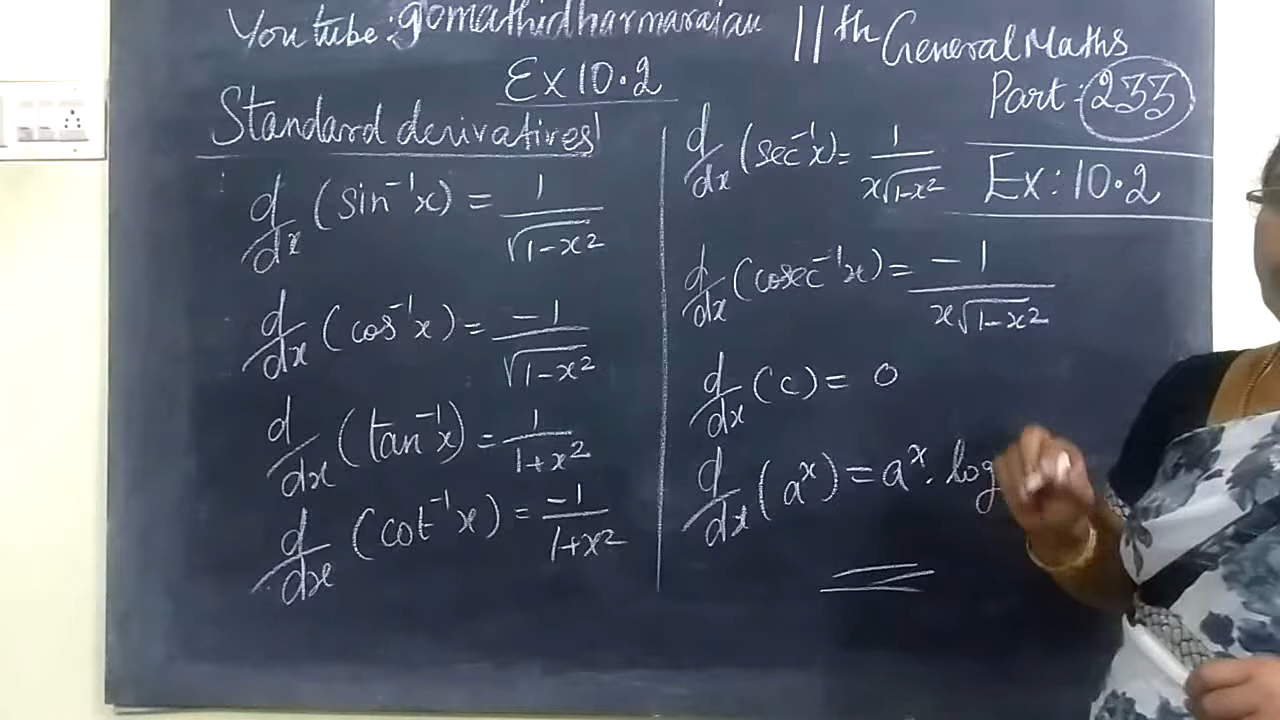 Youtube: gomathidharmarajan
11th General Maths
Ex 10.2
Part: 233
Standard derivatives
d/dx (sin⁻¹x) = 1/√1-x²
d/dx (cos⁻¹x) = -1/√1-x²
d/dx (tan⁻¹x) = 1/1+x²
d/dx (cot⁻¹x) = -1/1+x²
d/dx (sec⁻¹x) = 1/x√1-x²
Ex: 10.2
d/dx (cosec⁻¹x) = -1/x√1-x²
d/dx (c) = 0
d/dx (aˣ) = aˣ. log